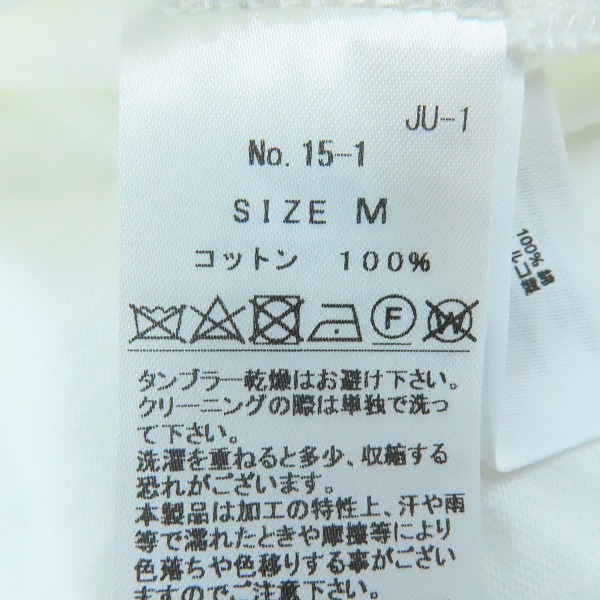 JU-1
No. 15-1
SIZE M
コットン 100%
F W
タンブラー乾燥はお避け下さい。
クリーニングの際は単独で洗っ
て下さい。
洗濯を重ねると多少、収縮する
恐れがございます。
本製品は加工の特性上、汗や雨
等で濡れたときや摩擦等により
色落ちや色移りする事がござい
ますのでご注意下さい。
100% 綿